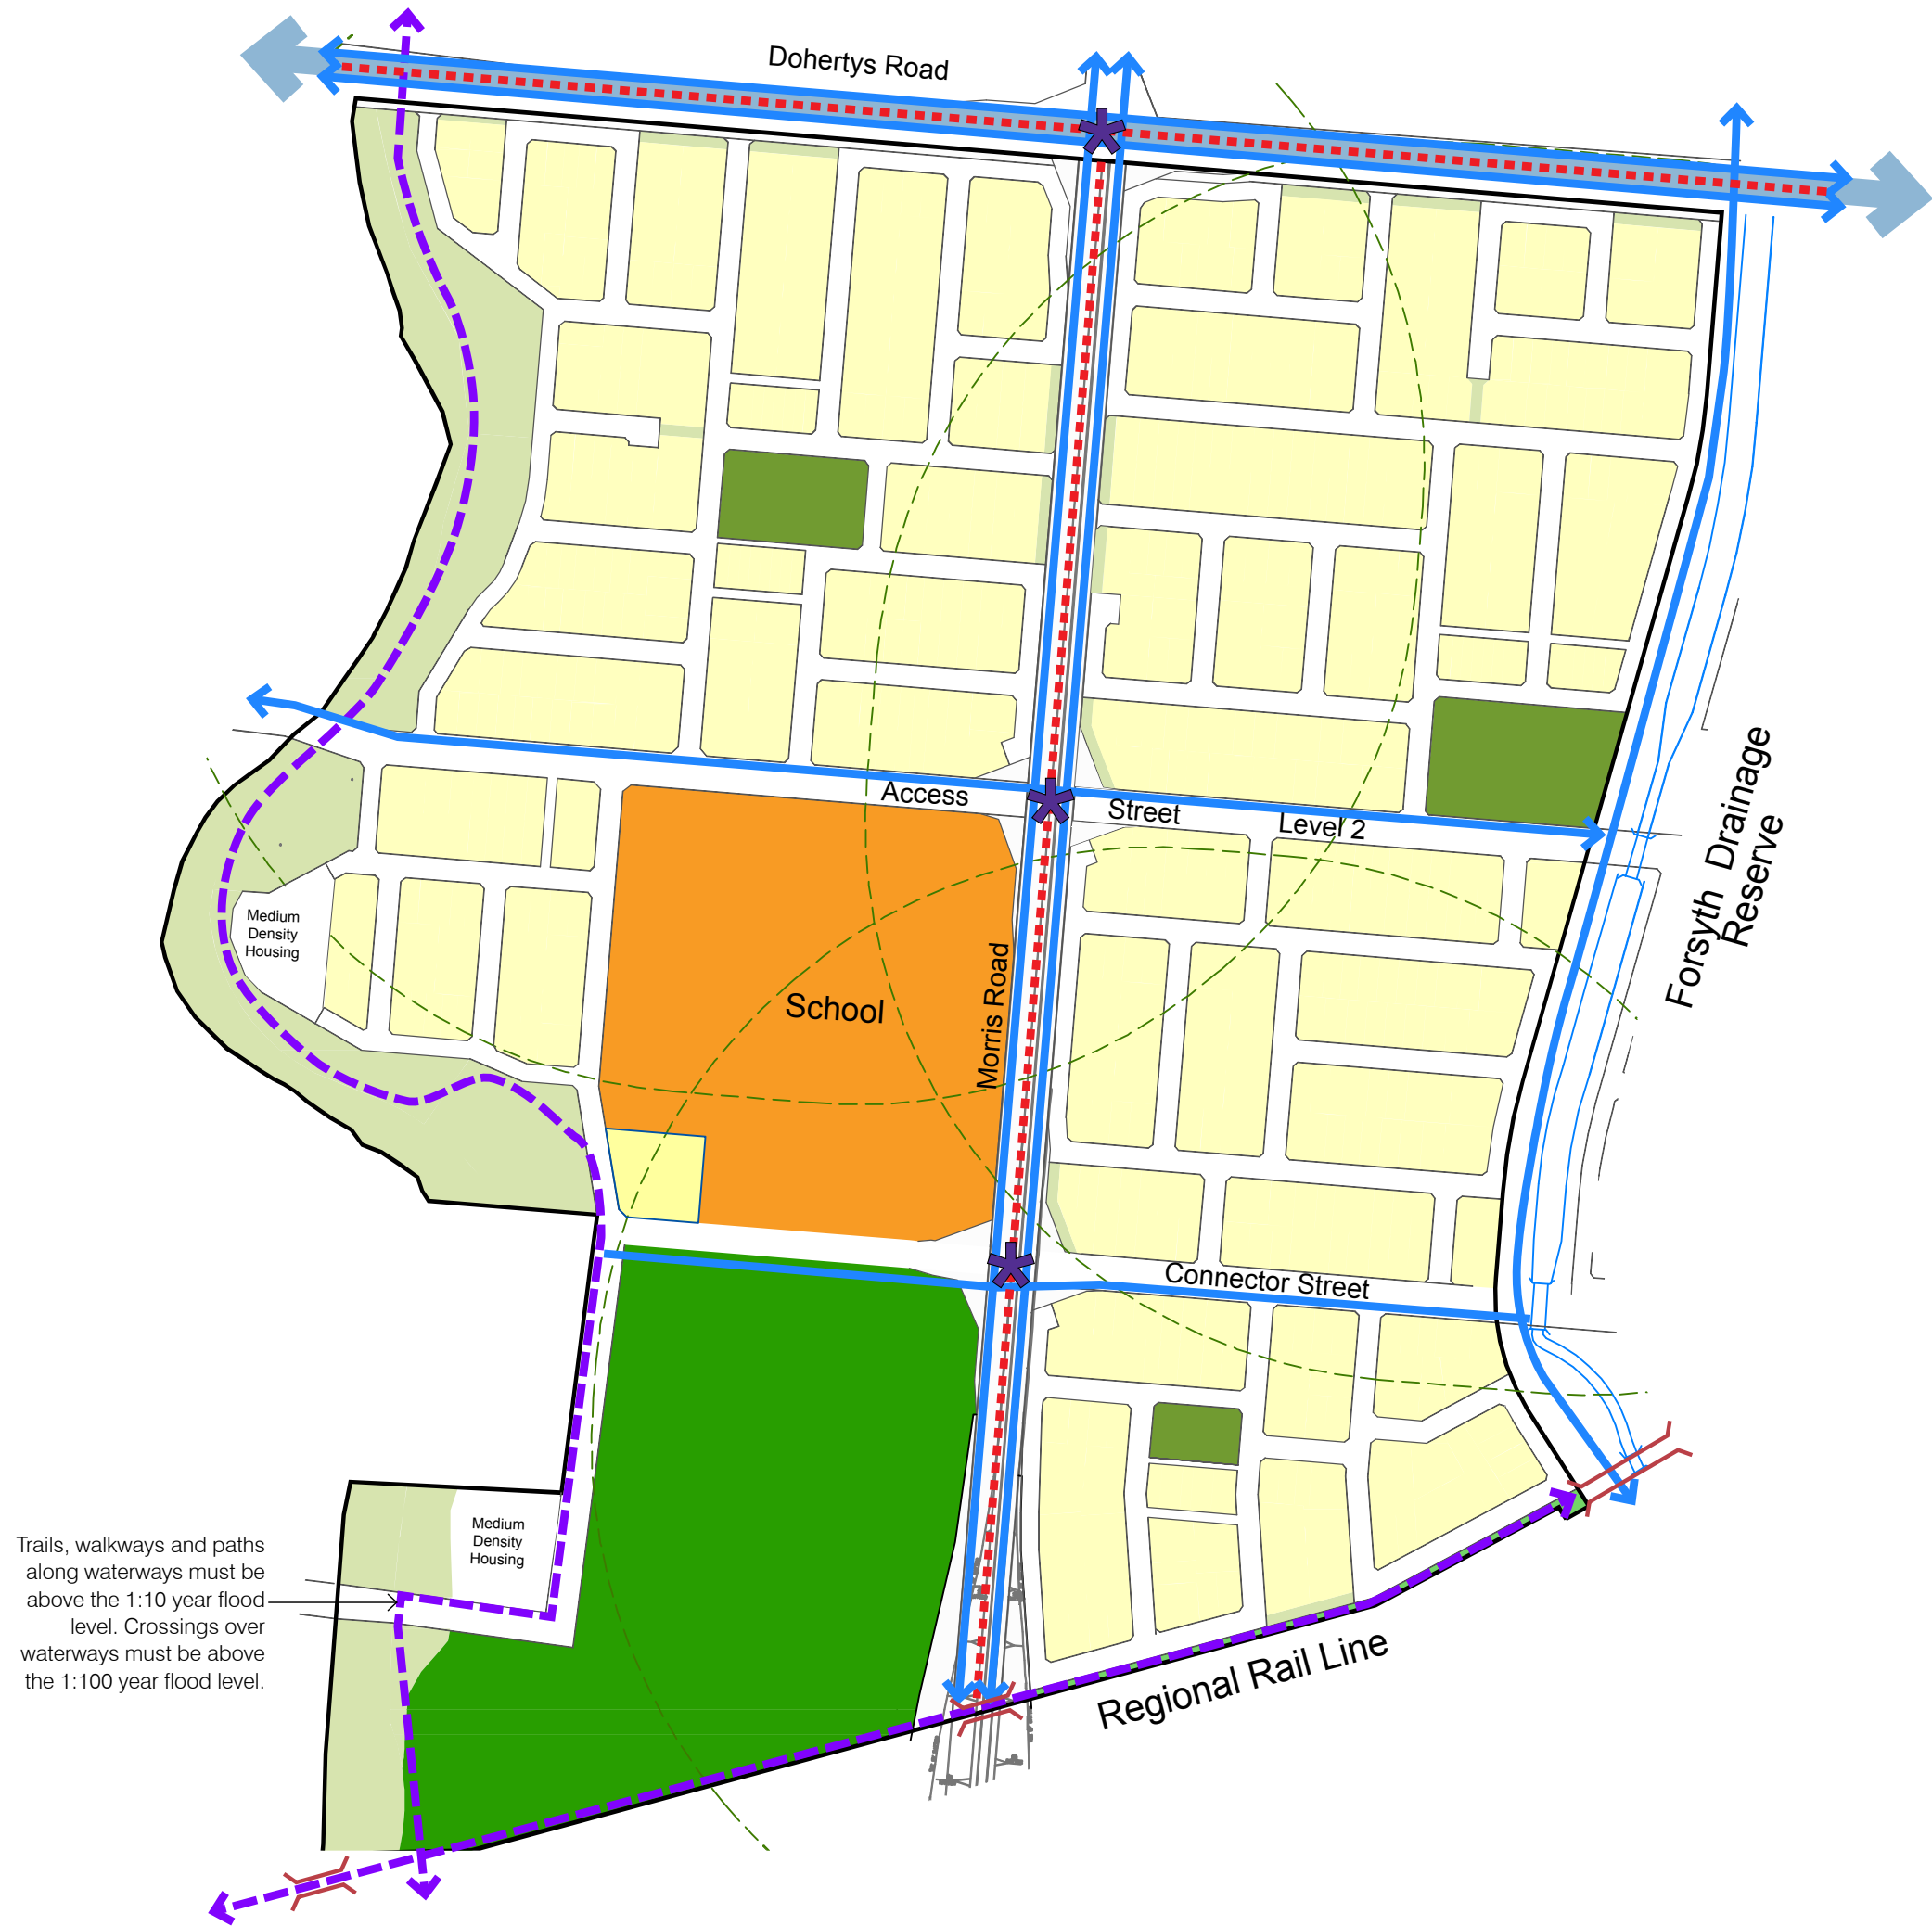 Dohertys Road
Access Street Level 2
Forsyth Drainage
Reserve
Medium
Density
Housing
School
Morris Road
Connector Street
Medium
Density
Housing
Trails, walkways and paths
along waterways must be
above the 1:10 year flood
level. Crossings over
waterways must be above
the 1:100 year flood level.
Regional Rail Line